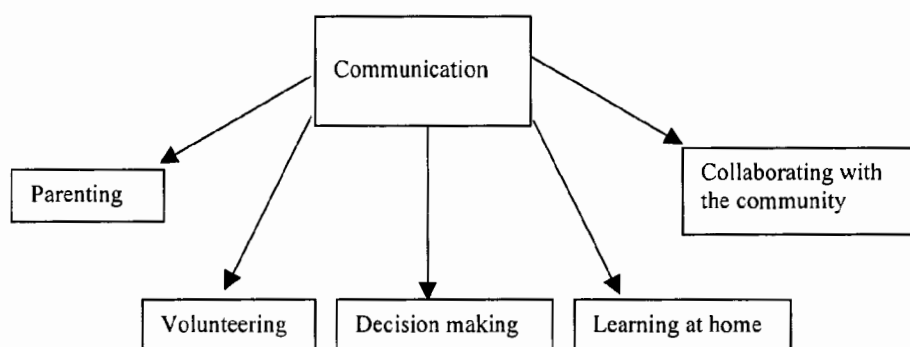 Communication
Parenting
Collaborating with
the community
Volunteering
Decision making
Learning at home